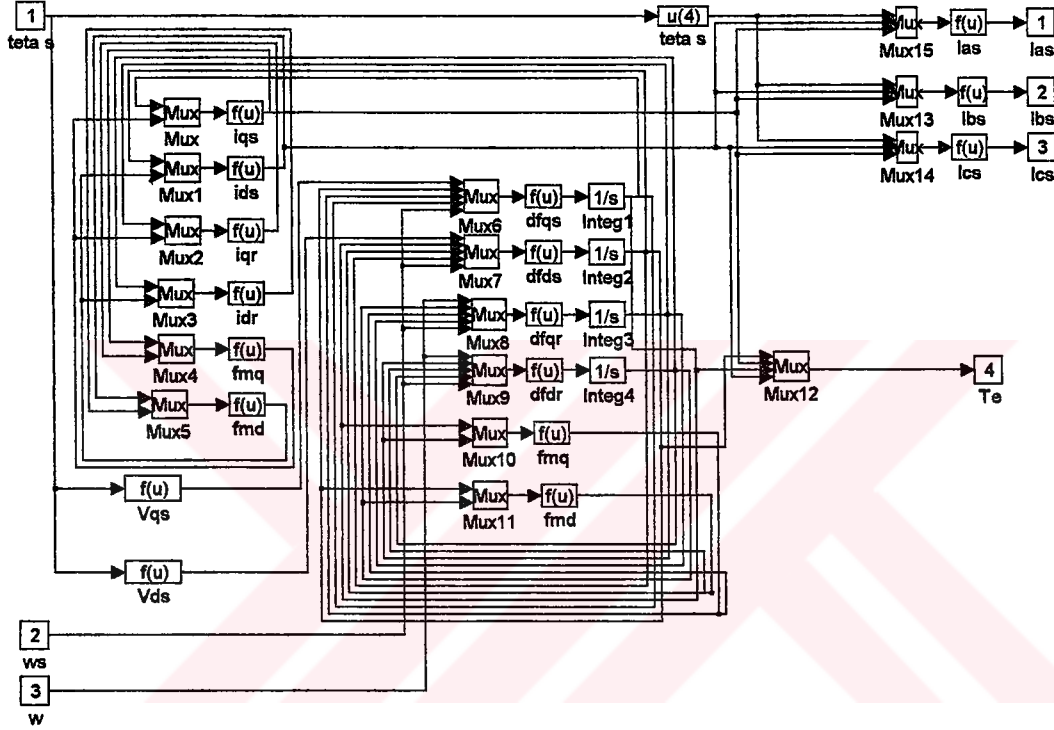 1
teta s
u(4)
teta s
Mux
Mux15
f(u)
Ias
1
Ias
Mux
Mux13
f(u)
Ibs
2
Ibs
Mux
Mux14
f(u)
Ics
3
Ics
Mux
Mux
f(u)
iqs
Mux
Mux1
f(u)
ids
Mux
Mux2
f(u)
iqr
Mux
Mux3
f(u)
idr
Mux
Mux4
f(u)
fmq
Mux
Mux5
f(u)
fmd
Mux
Mux6
f(u)
dfqs
1/s
Integ1
Mux
Mux7
f(u)
dfds
1/s
Integ2
Mux
Mux8
f(u)
dfqr
1/s
Integ3
Mux
Mux9
f(u)
dfdr
1/s
Integ4
Mux
Mux10
f(u)
fmq
Mux
Mux11
f(u)
fmd
Mux
Mux12
4
Te
f(u)
Vqs
f(u)
Vds
2
ws
3
w